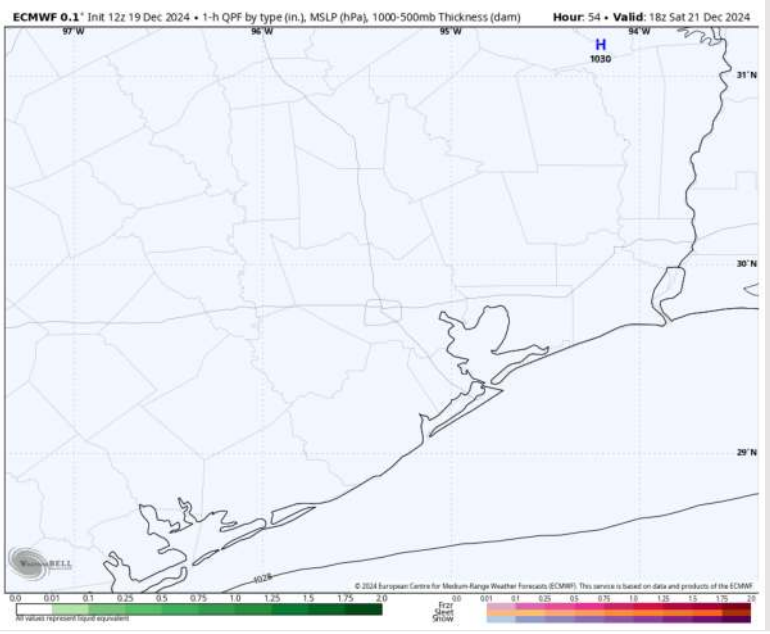 ECMWF 0.1° Init 12z 19 Dec 2024 • 1-h QPF by type (in.), MSLP (hPa), 1000-500mb Thickness (dam) Hour: 54 • Valid: 18z Sat 21 Dec 2024
97°W 96°W 95°W 94°W
H
1030
31°N
30°N
29°N
WeatherBELL
1028
© 2024 European Centre for Medium-Range Weather Forecasts (ECMWF). This service is based on data and products of the ECMWF
0.0 0.01 0.1 0.25 0.5 1.0 1.25 1.5 1.75 2.0
All values represent liquid equivalent
0.0 0.01 0.1 0.25 0.5 1.0 1.25 1.5 1.75 2.0
Frzr
Sleet
Snow